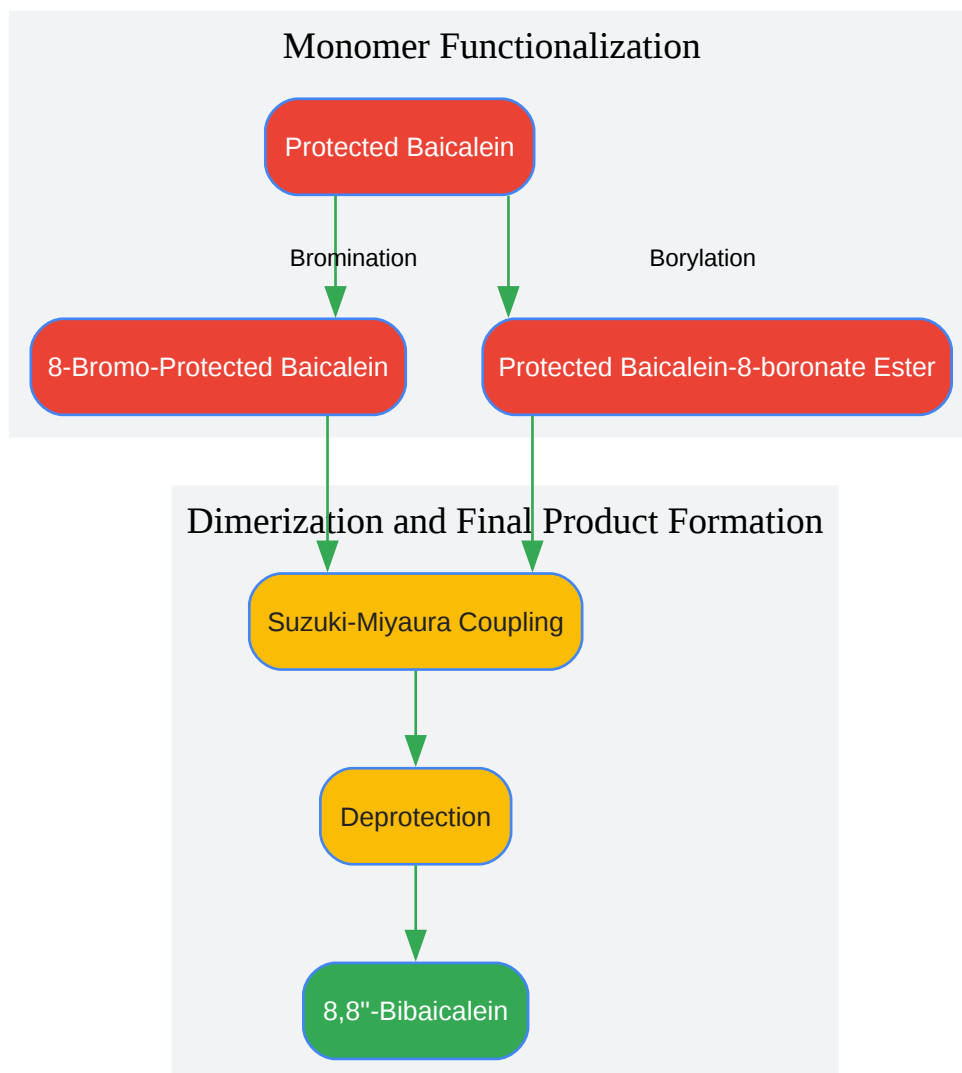 Monomer Functionalization
Protected Baicalein
Bromination
Borylation
8-Bromo-Protected Baicalein
Protected Baicalein-8-boronate Ester
Dimerization and Final Product Formation
Suzuki-Miyaura Coupling
Deprotection
8,8"-Bibaicalein